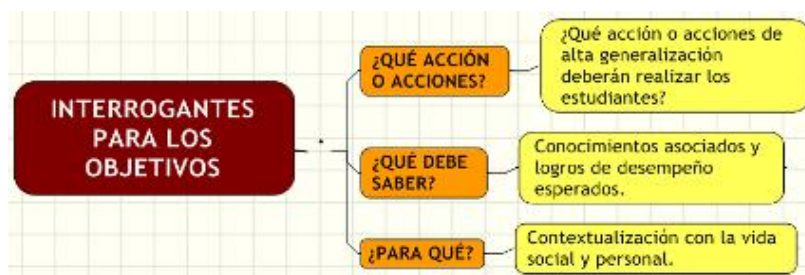 INTERROGANTES
PARA LOS
OBJETIVOS
¿QUÉ ACCIÓN
O ACCIONES?
¿Qué acción o acciones de
alta generalización
deberán realizar los
estudiantes?
¿QUÉ DEBE
SABER?
Conocimientos asociados y
logros de desempeño
esperados.
¿PARA QUÉ?
Contextualización con la vida
social y personal.